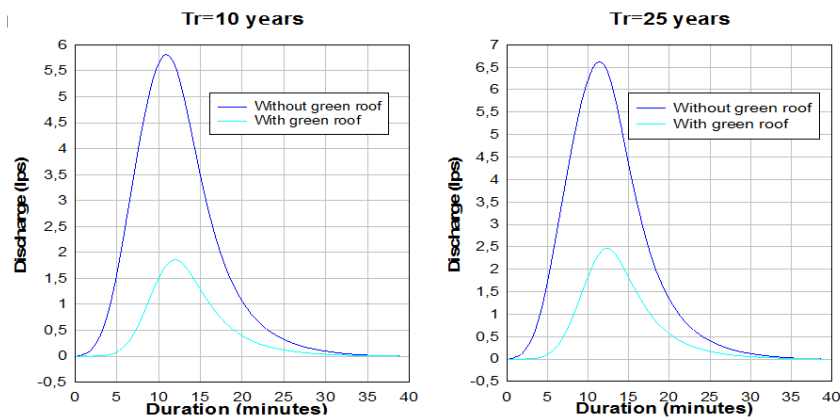 Tr=10 years
6
5,5
5
4,5
4
3,5
3
2,5
2
1,5
1
0,5
0
-0,5
Discharge (lps)
Without green roof
With green roof
0 5 10 15 20 25 30 35 40
Duration (minutes)
Tr=25 years
7
6,5
6
5,5
5
4,5
4
3,5
3
2,5
2
1,5
1
0,5
0
-0,5
Discharge (lps)
Without green roof
With green roof
0 5 10 15 20 25 30 35 40
Duration (minutes)